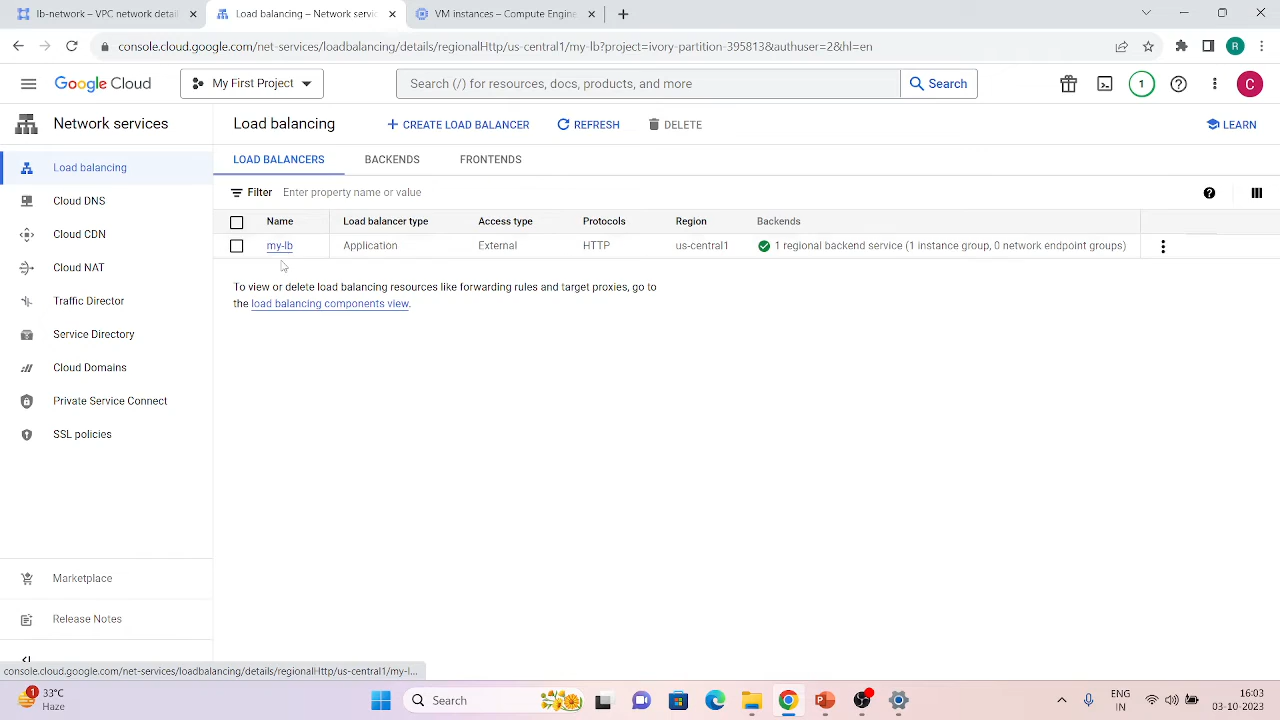 lb-network – VPC network detail
Load balancing – Network servic
VM instances – Compute Engine
console.cloud.google.com/net-services/loadbalancing/details/regionalHttp/us-central1/my-lb?project=ivory-partition-395813&authuser=2&hl=en
R
Google Cloud
My First Project
Search (/) for resources, docs, products, and more
Search
1
C
Network services
Load balancing
CREATE LOAD BALANCER
REFRESH
DELETE
LEARN
Load balancing
Cloud DNS
Cloud CDN
Cloud NAT
Traffic Director
Service Directory
Cloud Domains
Private Service Connect
SSL policies
Marketplace
Release Notes
LOAD BALANCERS
BACKENDS
FRONTENDS
Filter
Enter property name or value
Name Load balancer type Access type Protocols Region Backends
my-lb Application External HTTP us-central1 1 regional backend service (1 instance group, 0 network endpoint groups)
To view or delete load balancing resources like forwarding rules and target proxies, go to
the load balancing components view.
console.cloud.google.com/net-services/loadbalancing/details/regionalHttp/us-central1/my-l...
1
33°C
Haze
Search
ENG
IN
16:03
03-10-2023